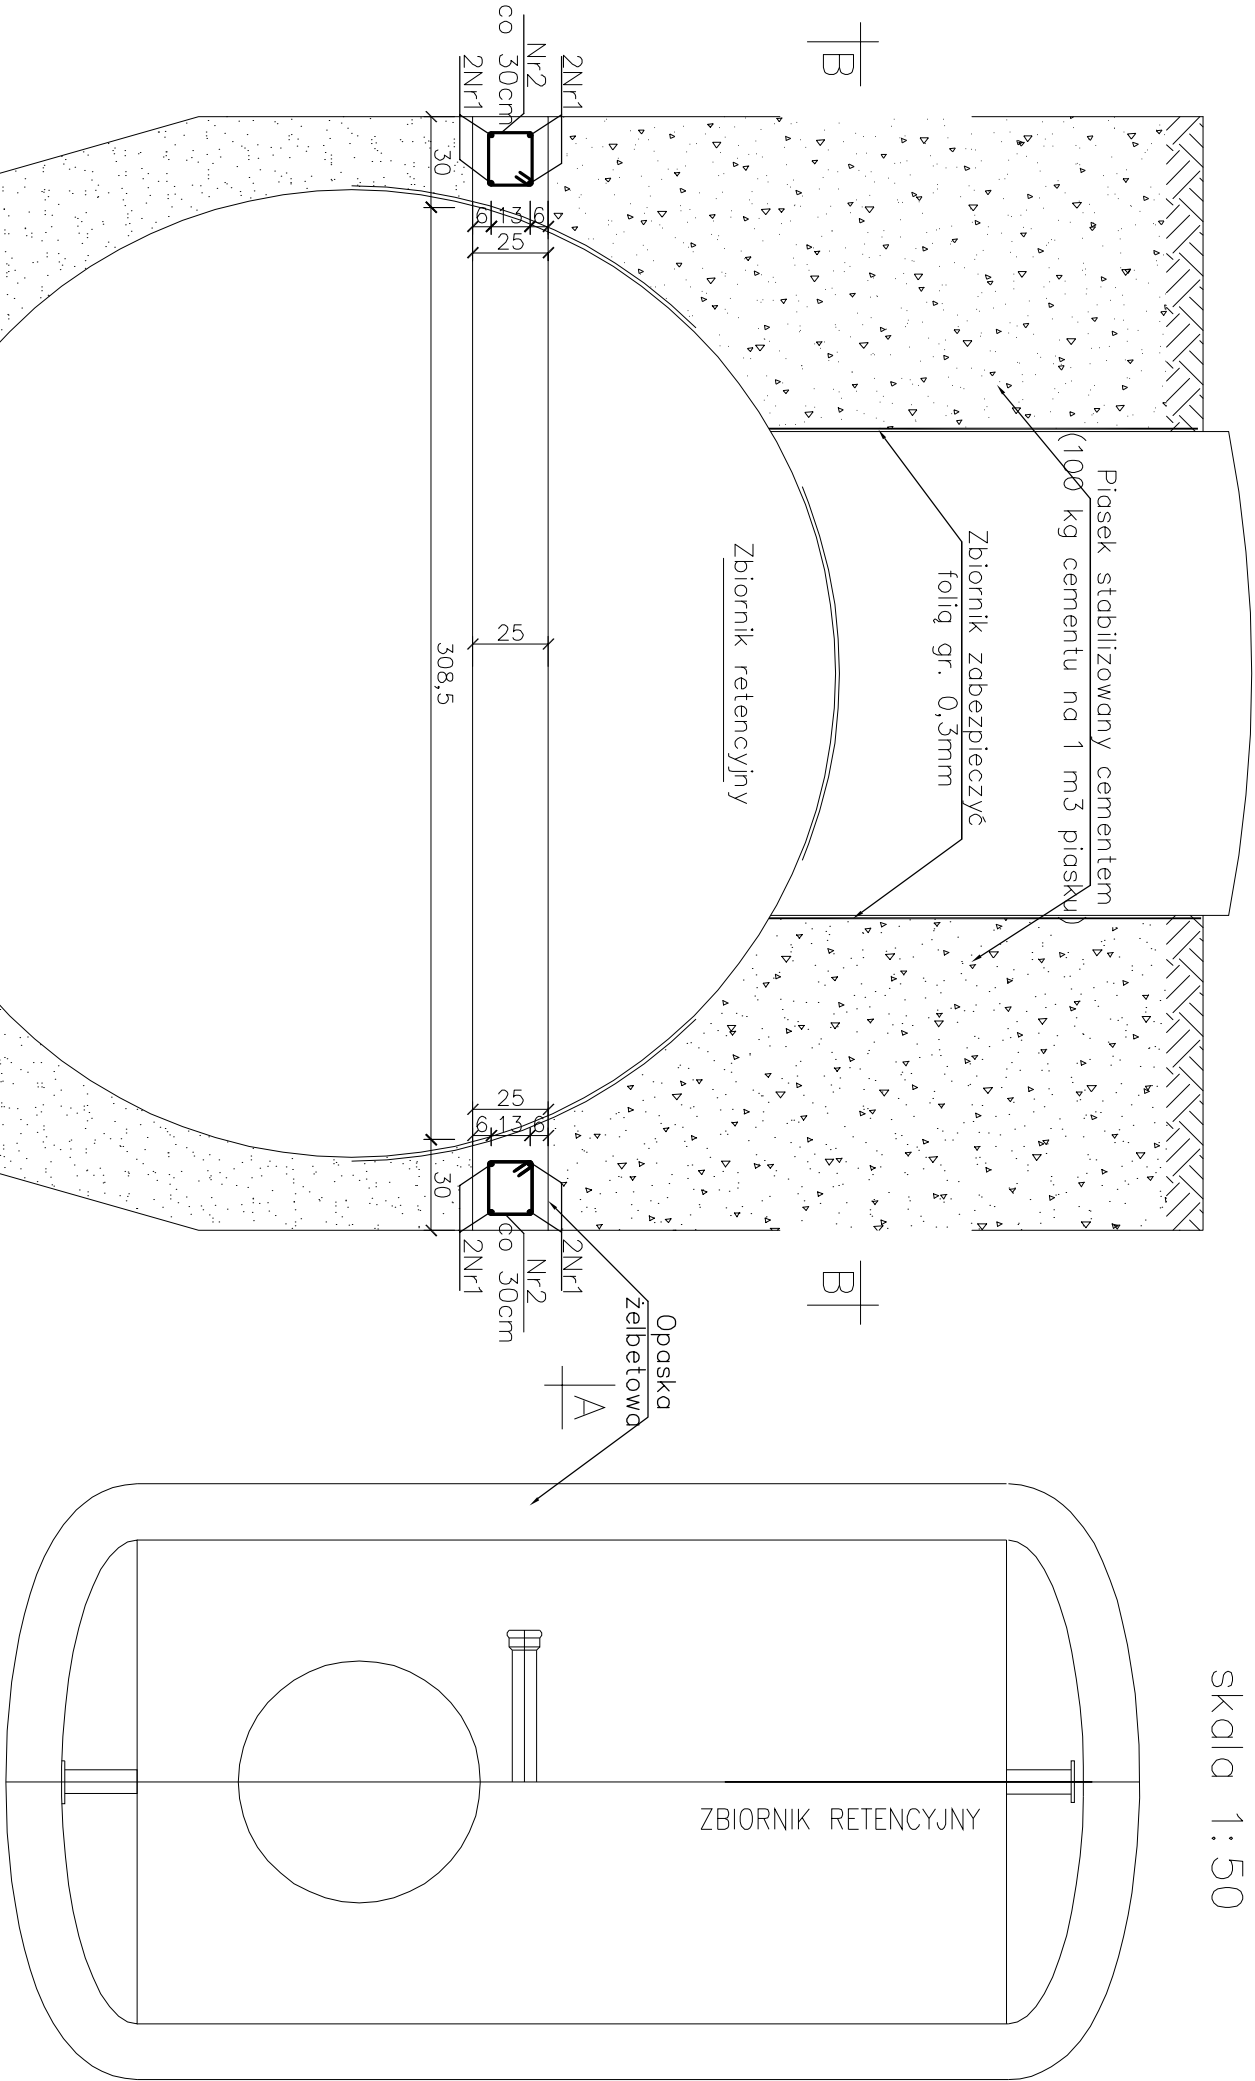 skala 1:50
Piasek stabilizowany cementem
(100 kg cementu na 1 m3 piasku)
Zbiornik zabezpieczyć
folią gr. 0,3mm
B
B
Zbiornik retencyjny
2Nr1
Nr2
co 30cm
2Nr1
30
6 13 6
25
25
308,5
25
6 13 6
30
2Nr1
Nr2
co 30cm
2Nr1
Opaska
żelbetowa
A
ZBIORNIK RETENCYJNY